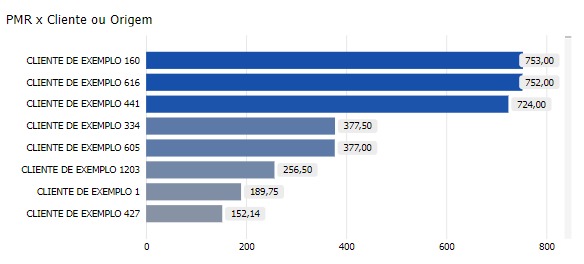 PMR x Cliente ou Origem
CLIENTE DE EXEMPLO 160 753,00
CLIENTE DE EXEMPLO 616 752,00
CLIENTE DE EXEMPLO 441 724,00
CLIENTE DE EXEMPLO 334 377,50
CLIENTE DE EXEMPLO 605 377,00
CLIENTE DE EXEMPLO 1203 256,50
CLIENTE DE EXEMPLO 1 189,75
CLIENTE DE EXEMPLO 427 152,14
0 200 400 600 800